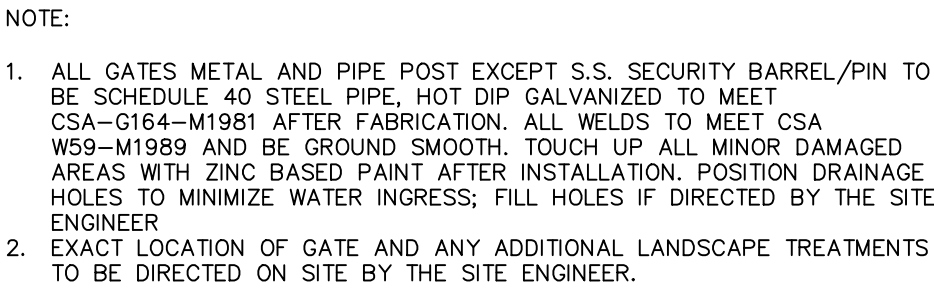 NOTE:
1. ALL GATES METAL AND PIPE POST EXCEPT S.S. SECURITY BARREL/PIN TO
BE SCHEDULE 40 STEEL PIPE, HOT DIP GALVANIZED TO MEET
CSA-G164-M1981 AFTER FABRICATION. ALL WELDS TO MEET CSA
W59-M1989 AND BE GROUND SMOOTH. TOUCH UP ALL MINOR DAMAGED
AREAS WITH ZINC BASED PAINT AFTER INSTALLATION. POSITION DRAINAGE
HOLES TO MINIMIZE WATER INGRESS; FILL HOLES IF DIRECTED BY THE SITE
ENGINEER
2. EXACT LOCATION OF GATE AND ANY ADDITIONAL LANDSCAPE TREATMENTS
TO BE DIRECTED ON SITE BY THE SITE ENGINEER.